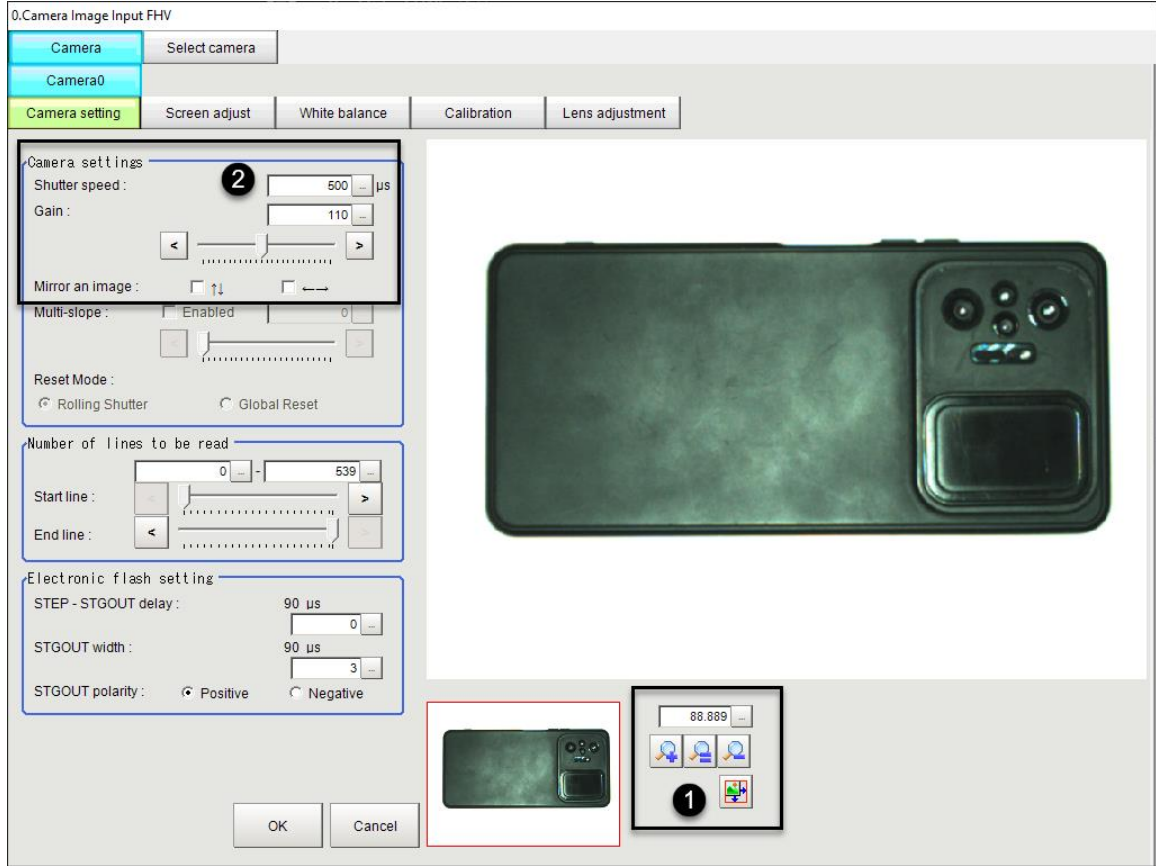 0.Camera Image Input FHV
Camera Select camera
Camera0
Camera setting Screen adjust White balance Calibration Lens adjustment
Camera settings
Shutter speed : 500 ... µs
2
Gain : 110 ...
< >
Mirror an image : ↑↓ ←→
Multi-slope : Enabled 0
< >
Reset Mode :
Rolling Shutter Global Reset
Number of lines to be read
0 ... - 539 ...
Start line : < >
End line : < >
Electronic flash setting
STEP - STGOUT delay : 90 µs
0 ...
STGOUT width : 90 µs
3 ...
STGOUT polarity : Positive Negative
88.889 ...
1
OK Cancel